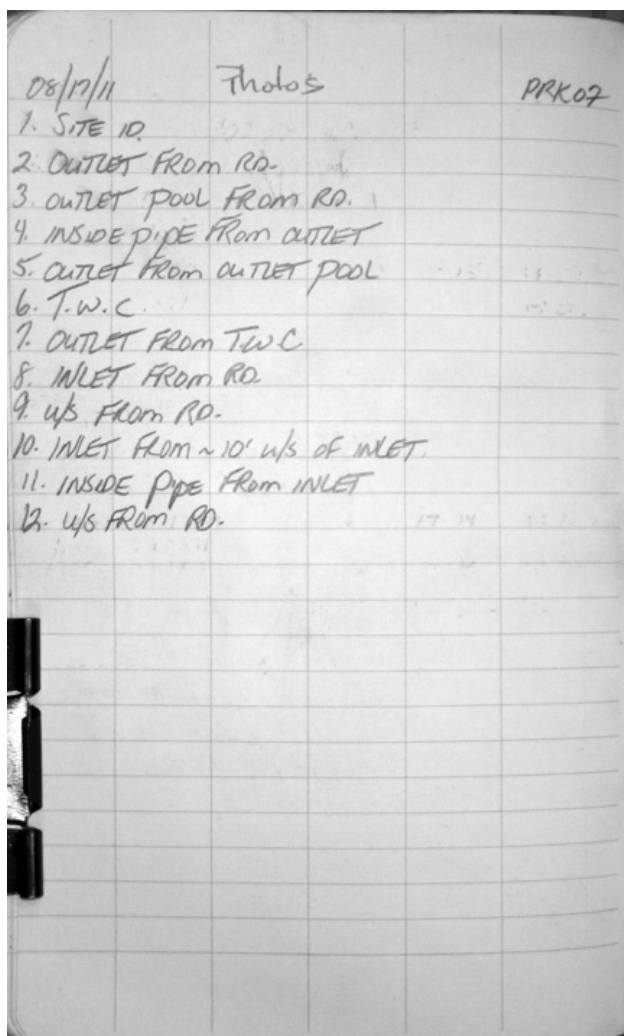 08/17/11 Photos PRK07
1. SITE ID.
2. OUTLET FROM RD.
3. OUTLET POOL FROM RD.
4. INSIDE PIPE FROM OUTLET
5. OUTLET FROM OUTLET POOL
6. T.W.C.
7. OUTLET FROM TWC
8. INLET FROM RD.
9. U/S FROM RD.
10. INLET FROM ~10' U/S OF INLET.
11. INSIDE PIPE FROM INLET
12. U/S FROM RD.